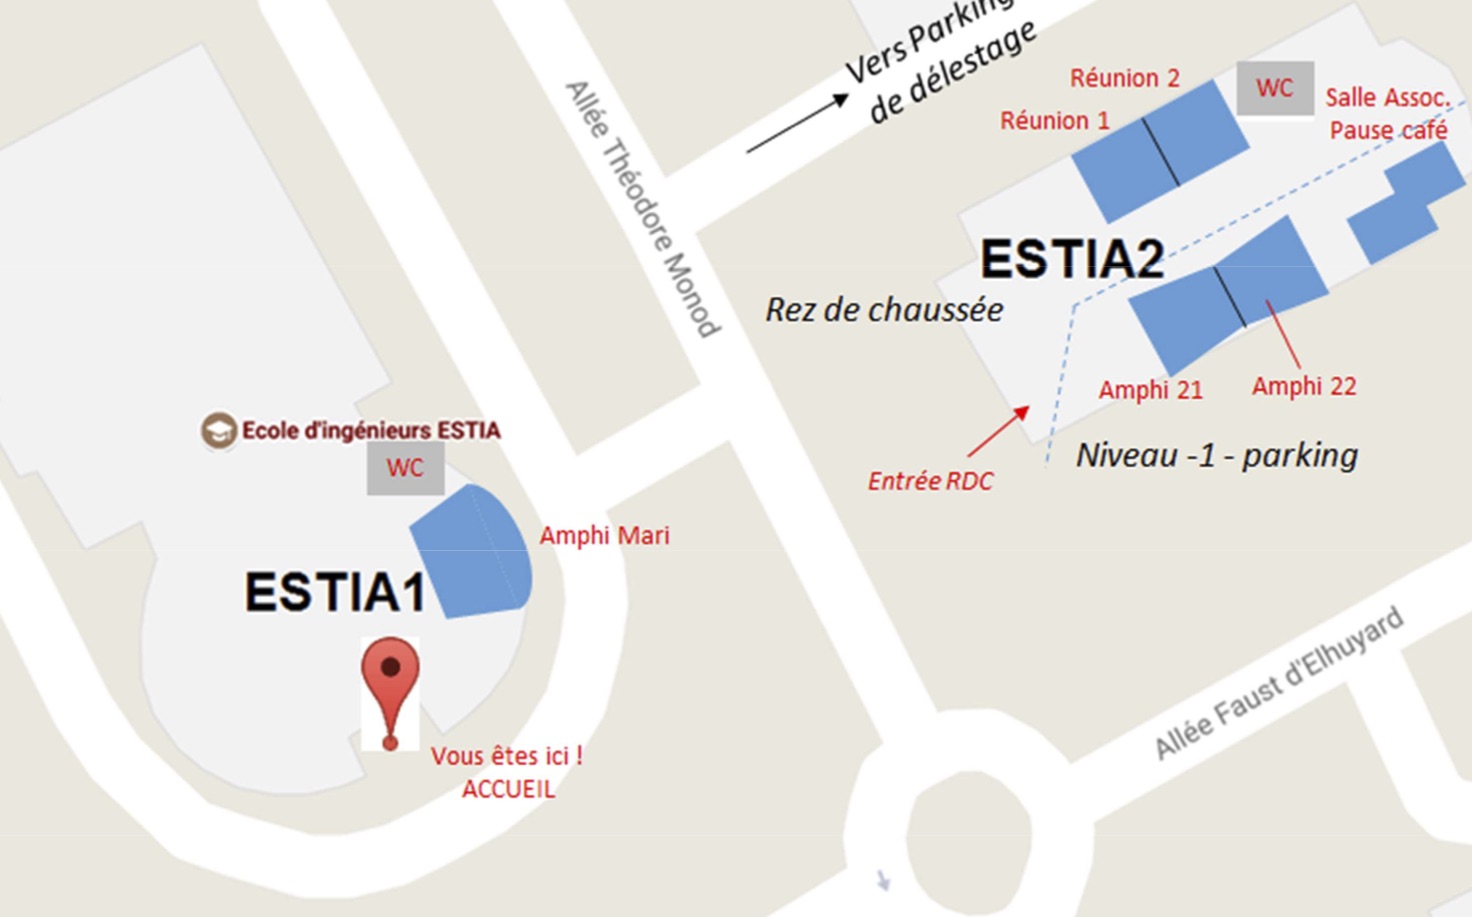 Vers Parking
de délestage
Réunion 2
WC
Réunion 1
Salle Assoc.
Pause café
Allée Théodore Monod
ESTIA2
Rez de chaussée
Amphi 21
Amphi 22
Ecole d'ingénieurs ESTIA
WC
Entrée RDC
Niveau -1 - parking
Amphi Mari
ESTIA1
Allée Faust d'Elhuyard
Vous êtes ici !
ACCUEIL